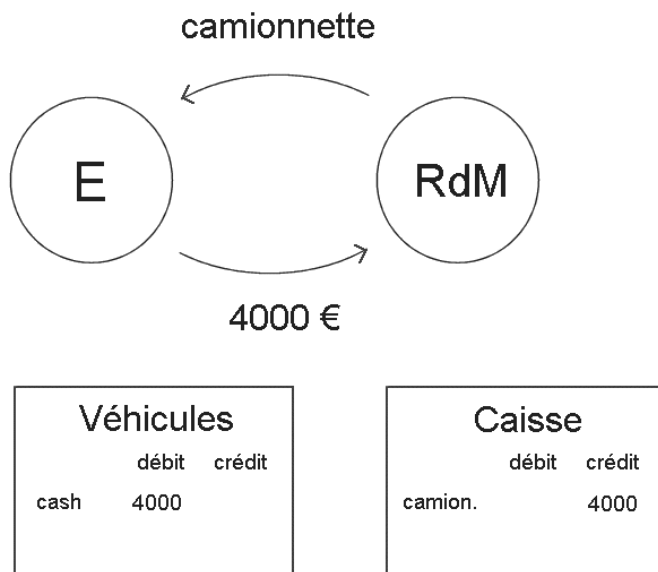 camionnette
E
RdM
4000 €
Véhicules
débit crédit
cash 4000
Caisse
débit crédit
camion. 4000